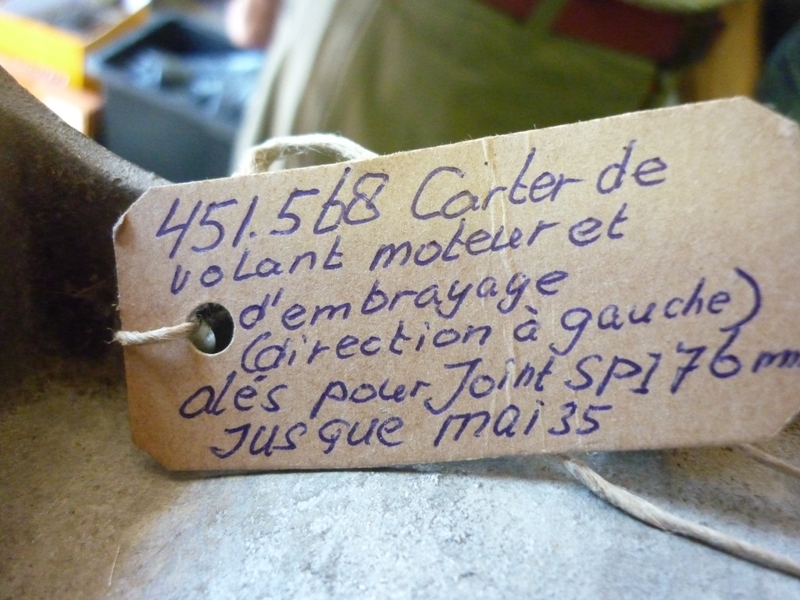 451.568 Carter de
volant moteur et
d'embrayage
(direction à gauche)
alés pour Joint SPI 76 mm
Jusque mai 35